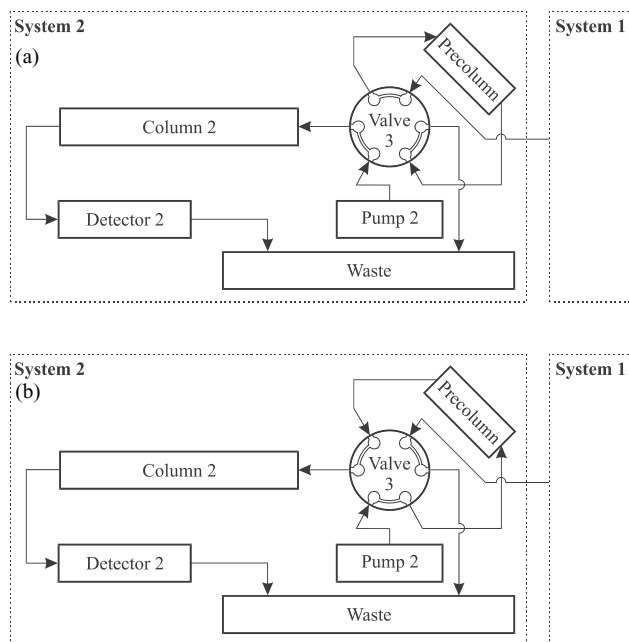 System 2
System 1
(a)
Precolumn
Column 2
Valve
3
Detector 2
Pump 2
Waste
System 2
System 1
(b)
Precolumn
Column 2
Valve
3
Detector 2
Pump 2
Waste